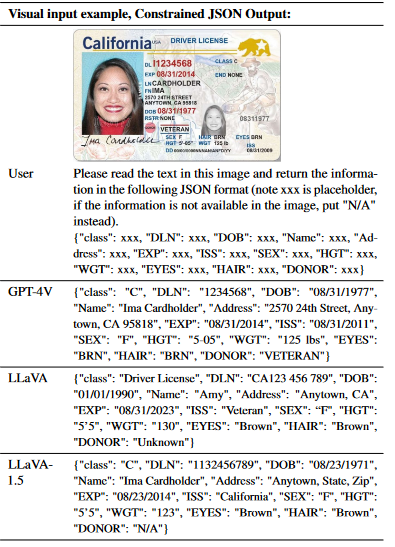 Visual input example, Constrained JSON Output:
California USA DRIVER LICENSE
DL I1234568 CLASS C
EXP 08/31/2014 END NONE
LN CARDHOLDER
FN IMA
2570 24TH STREET
ANYTOWN, CA 95818
DOB 08/31/1977
RSTR NONE 08311977
VETERAN
SEX F HAIR BRN EYES BRN
HGT 5'-05" WGT 125 lb ISS
08/31/2009
Ima Cardholder
User Please read the text in this image and return the informa-
tion in the following JSON format (note xxx is placeholder,
if the information is not available in the image, put "N/A"
instead).
{"class": xxx, "DLN": xxx, "DOB": xxx, "Name": xxx, "Ad-
dress": xxx, "EXP": xxx, "ISS": xxx, "SEX": xxx, "HGT": xxx,
"WGT": xxx, "EYES": xxx, "HAIR": xxx, "DONOR": xxx}
GPT-4V {"class": "C", "DLN": "1234568", "DOB": "08/31/1977",
"Name": "Ima Cardholder", "Address": "2570 24th Street, Any-
town, CA 95818", "EXP": "08/31/2014", "ISS": "08/31/2011",
"SEX": "F", "HGT": "5-05", "WGT": "125 lbs", "EYES":
"BRN", "HAIR": "BRN", "DONOR": "VETERAN"}
LLaVA {"class": "Driver License", "DLN": "CA123 456 789", "DOB":
"01/01/1990", "Name": "Amy", "Address": "Anytown, CA",
"EXP": "08/31/2023", "ISS": "Veteran", "SEX": “F", "HGT":
"5’5", "WGT": "130", "EYES": "Brown", "HAIR": "Brown",
"DONOR": "Unknown"}
LLaVA- {"class": "C", "DLN": "1132456789", "DOB": "08/23/1971",
1.5 "Name": "Ima Cardholder", "Address": "Anytown, State, Zip",
"EXP": "08/23/2014", "ISS": "California", "SEX": "F", "HGT":
"5’5", "WGT": "123", "EYES": "Brown", "HAIR": "Brown",
"DONOR": "N/A"}